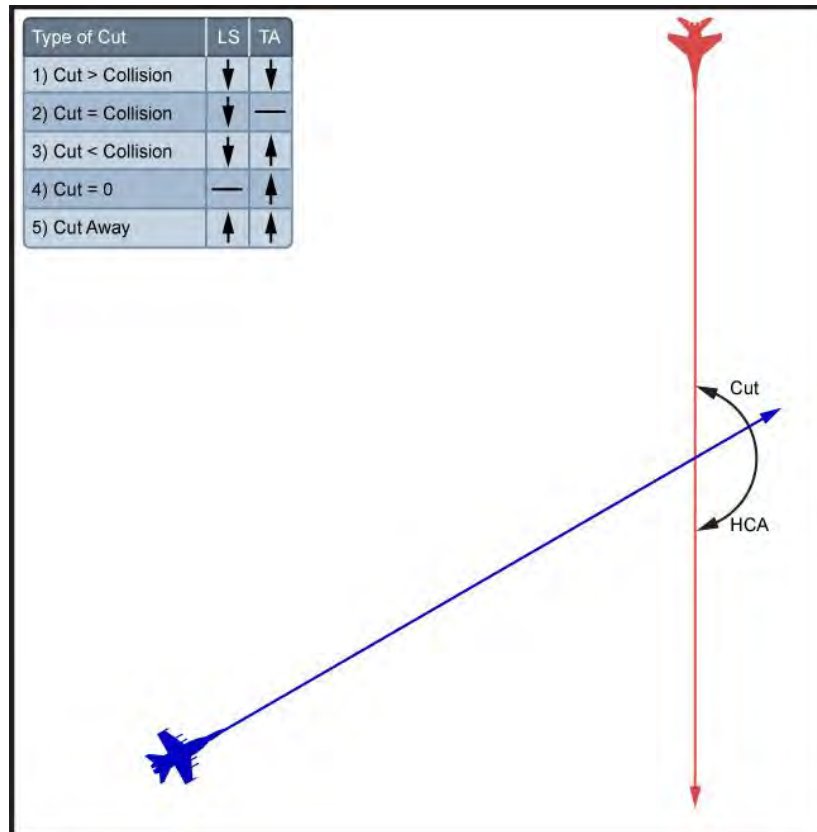 Type of Cut LS TA
1) Cut > Collision
2) Cut = Collision
3) Cut < Collision
4) Cut = 0
5) Cut Away
Cut
HCA